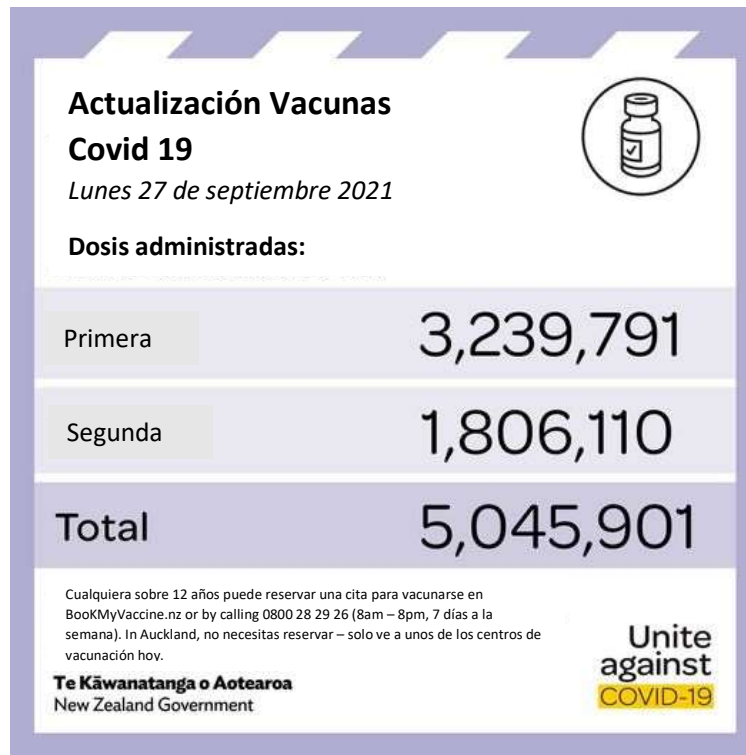 Actualización Vacunas
Covid 19
Lunes 27 de septiembre 2021
Dosis administradas:
Primera 3,239,791
Segunda 1,806,110
Total 5,045,901
Cualquiera sobre 12 años puede reservar una cita para vacunarse en
BooKMyVaccine.nz or by calling 0800 28 29 26 (8am – 8pm, 7 días a la
semana). In Auckland, no necesitas reservar – solo ve a unos de los centros de
vacunación hoy.
Te Kāwanatanga o Aotearoa
New Zealand Government
Unite
against
COVID-19